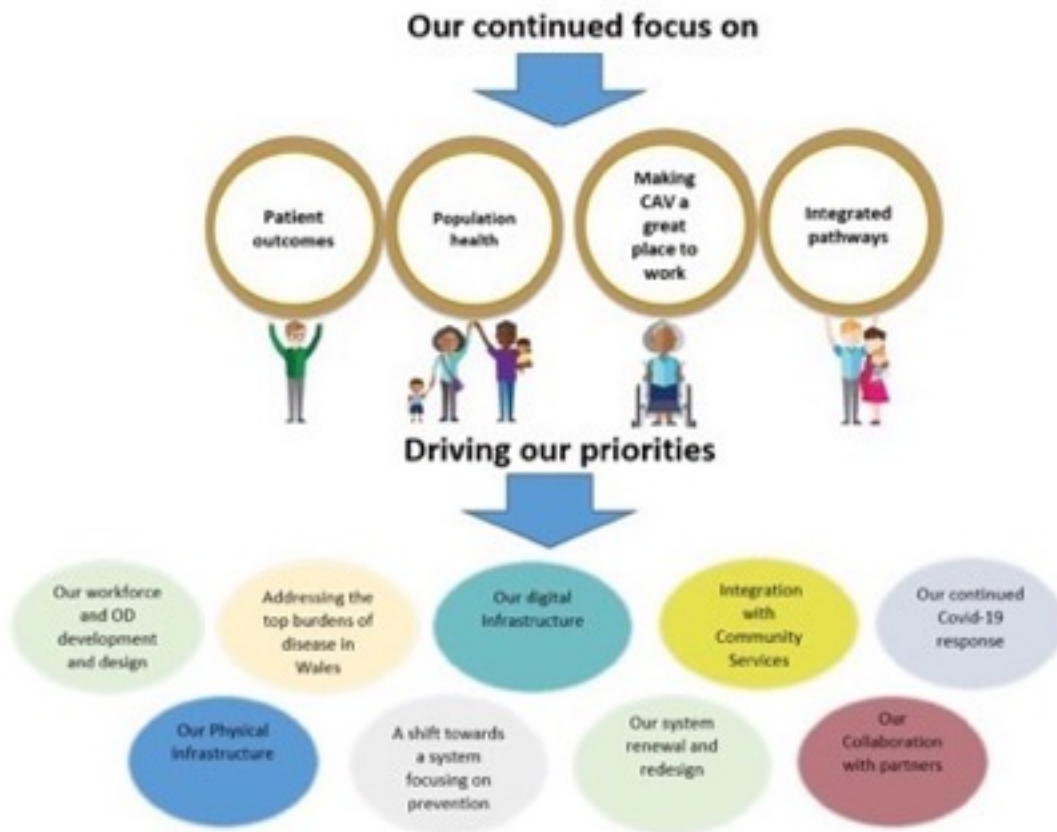 Our continued focus on
Patient
outcomes
Population
health
Making
CAV a
great
place to
work
Integrated
pathways
Driving our priorities
Our workforce
and OD
development
and design
Addressing the
top burdens of
disease in
Wales
Our digital
Infrastructure
Integration
with
Community
Services
Our continued
Covid-19
response
Our Physical
Infrastructure
A shift towards
a system
focusing on
prevention
Our system
renewal and
redesign
Our
Collaboration
with partners